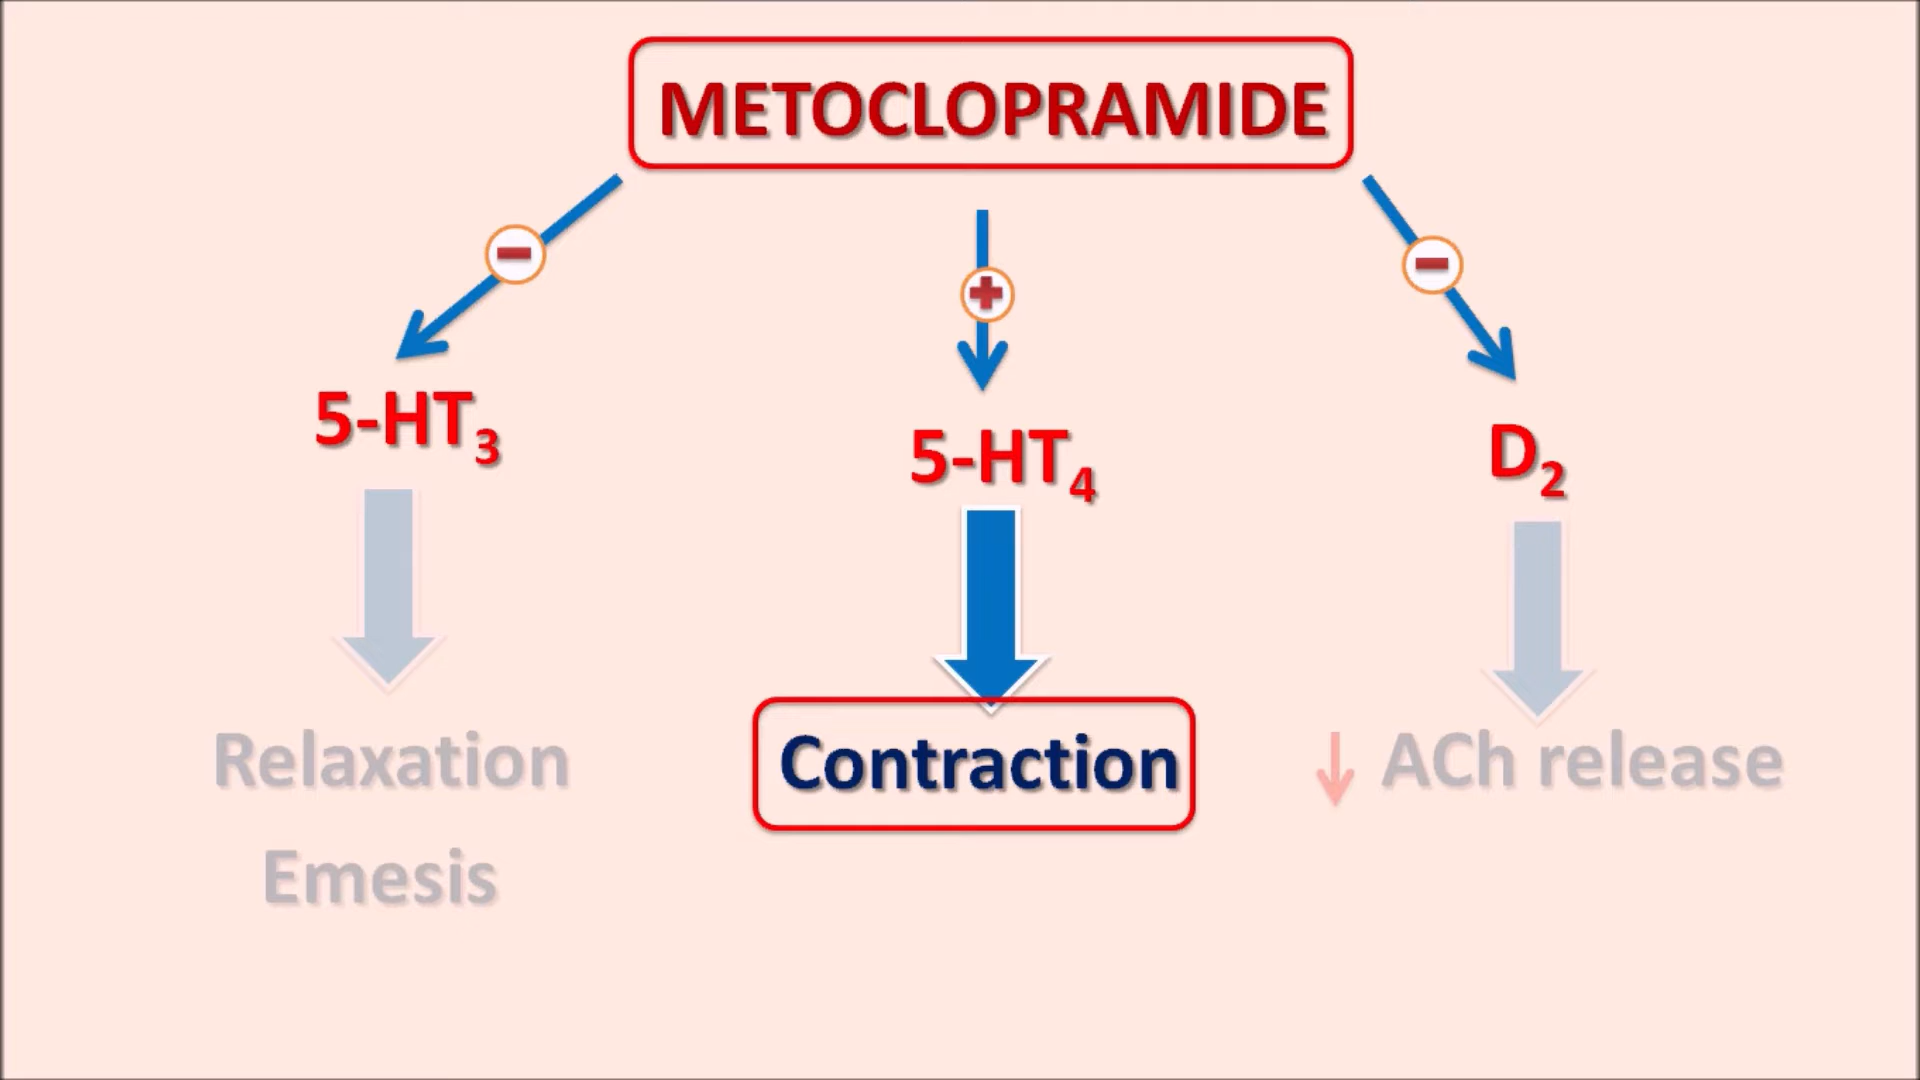 METOCLOPRAMIDE
5-HT₃
5-HT₄
D₂
Relaxation
Emesis
Contraction
↓ ACh release